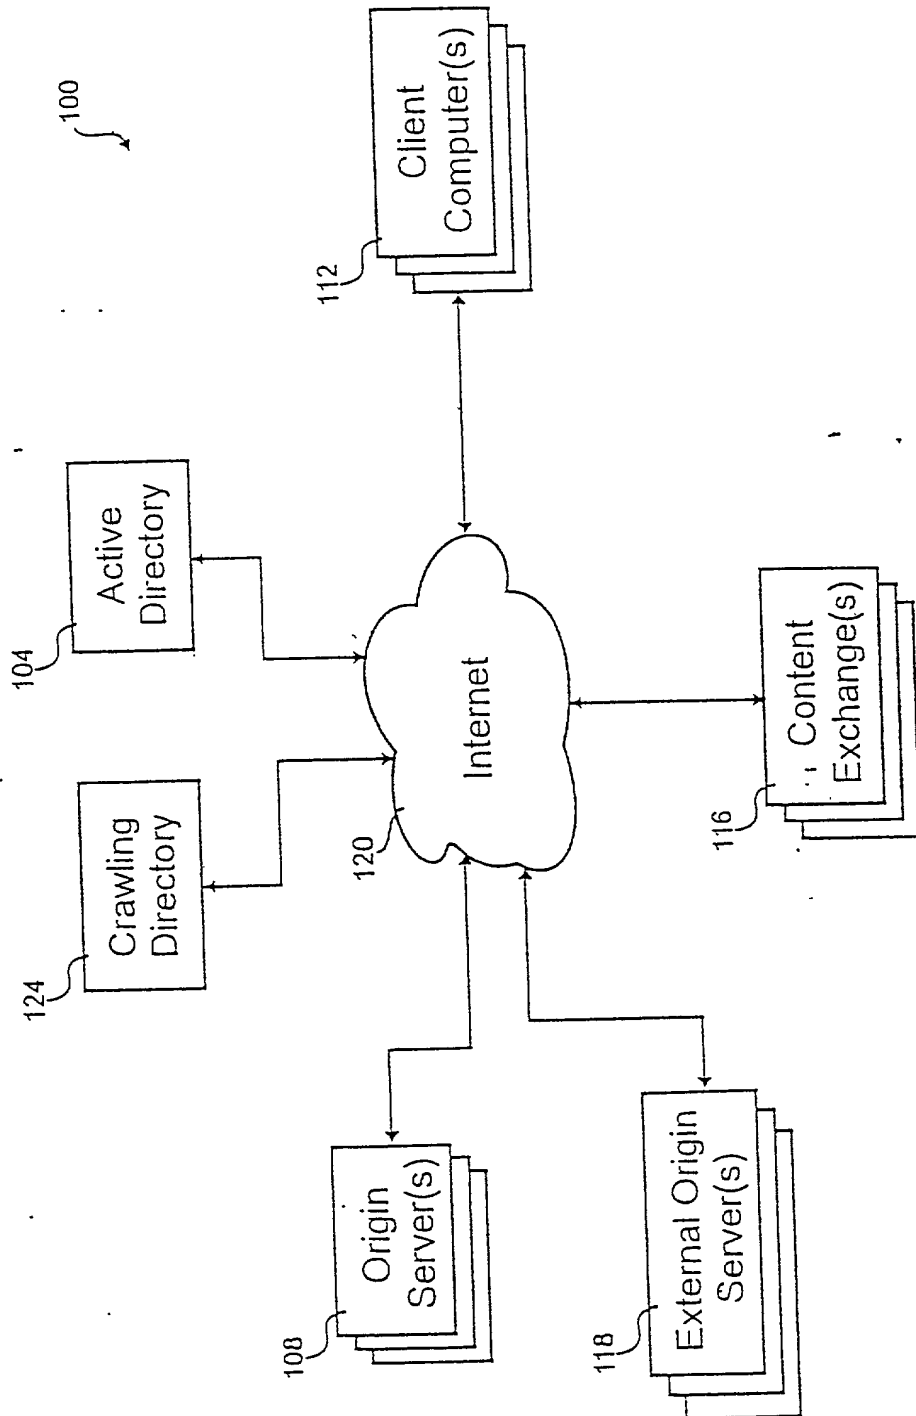 100
124
Crawling
Directory
104
Active
Directory
108
Origin
Server(s)
120
Internet
112
Client
Computer(s)
118
External Origin
Server(s)
116
Content
Exchange(s)